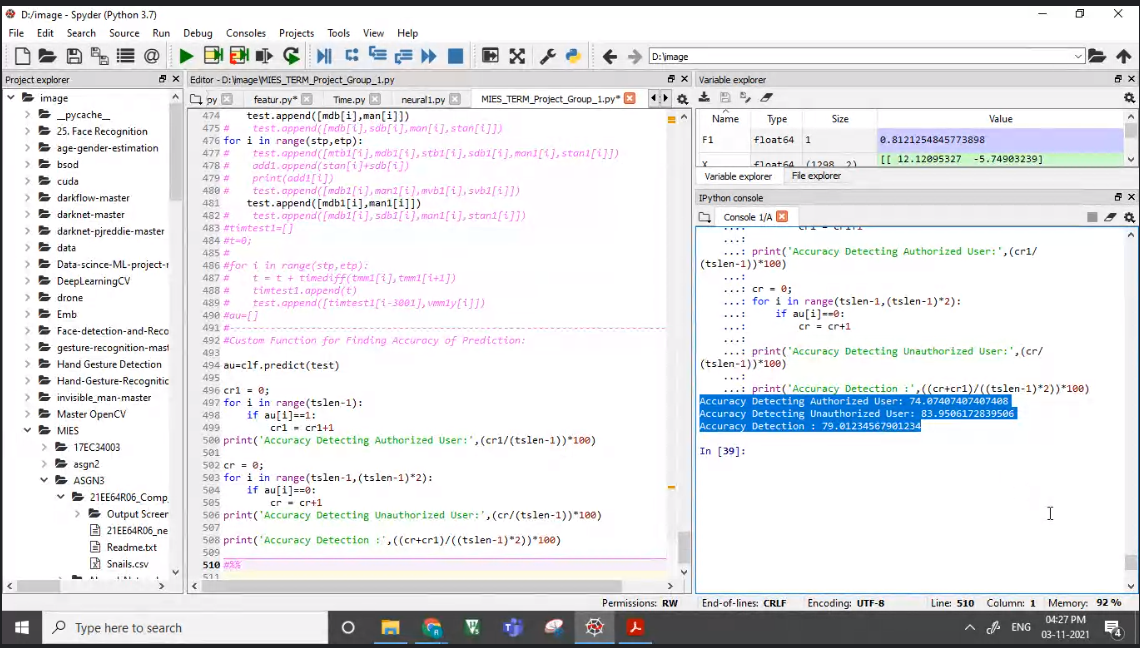 D:/image - Spyder (Python 3.7)
File Edit Search Source Run Debug Consoles Projects Tools View Help
D:\image
Project explorer
image
__pycache__
25. Face Recognition
age-gender-estimation
bsod
cuda
darkflow-master
darknet-master
darknet-pjreddie-master
data
Data-scince-ML-project-r
DeepLearningCV
drone
Emb
Face-detection-and-Reco
gesture-recognition-mast
Hand Gesture Detection
Hand-Gesture-Recognitic
invisible_man-master
Master OpenCV
MIES
17EC34003
asgn2
ASGN3
21EE64R06_Comp_
Output Screer
21EE64R06_ne
Readme.txt
Snails.csv
Editor - D:\image\MIES_TERM_Project_Group_1.py
py featur.py* Time.py neural1.py MIES_TERM_Project_Group_1.py*
474 test.append([mdb[i],man[i]])
475 # test.append([mdb[i],sdb[i],man[i],stan[i]])
476 for i in range(stp,etp):
477 # test.append([mtb1[i],mdb1[i],stb1[i],sdb1[i],man1[i],stan1[i]])
478 # add1.append(stan[i]+sdb[i])
479 # print(add1[i])
480 # test.append([mdb1[i],man1[i],mvb1[i],svb1[i]])
481 test.append([mdb1[i],man1[i]])
482 # test.append([mdb1[i],sdb1[i],man1[i],stan1[i]])
483 #timtest1=[]
484 #t=0;
485 #
486 #for i in range(stp,etp):
487 # t = t + timediff(tmm1[i],tmm1[i+1])
488 # timtest1.append(t)
489 # test.append([timtest1[i-3001],vmm1y[i]])
490 #au=[]
491 #-----------------------------------------------------------------
492 #Custom Function for Finding Accuracy of Prediction:
493
494 au=clf.predict(test)
495
496 cr1 = 0;
497 for i in range(tslen-1):
498 if au[i]==1:
499 cr1 = cr1+1
500 print('Accuracy Detecting Authorized User:',(cr1/(tslen-1))*100)
501
502 cr = 0;
503 for i in range(tslen-1,(tslen-1)*2):
504 if au[i]==0:
505 cr = cr+1
506 print('Accuracy Detecting Unauthorized User:',(cr/(tslen-1))*100)
507
508 print('Accuracy Detection :',((cr+cr1)/((tslen-1)*2))*100)
509
510 #%%
511
Variable explorer
Name Type Size Value
F1 float64 1 0.8121254845773898
X float64 (1298, 2) [[ 12.12095327 -5.74903239]
Variable explorer File explorer
IPython console
Console 1/A
...: cr1 = cr1+1
...:
...: print('Accuracy Detecting Authorized User:',(cr1/
(tslen-1))*100)
...:
...: cr = 0;
...: for i in range(tslen-1,(tslen-1)*2):
...: if au[i]==0:
...: cr = cr+1
...:
...: print('Accuracy Detecting Unauthorized User:',(cr/
(tslen-1))*100)
...:
...: print('Accuracy Detection :',((cr+cr1)/((tslen-1)*2))*100)
Accuracy Detecting Authorized User: 74.07407407407408
Accuracy Detecting Unauthorized User: 83.9506172839506
Accuracy Detection : 79.01234567901234
In [39]:
Permissions: RW End-of-lines: CRLF Encoding: UTF-8 Line: 510 Column: 1 Memory: 92 %
Type here to search
ENG
04:27 PM
03-11-2021
4